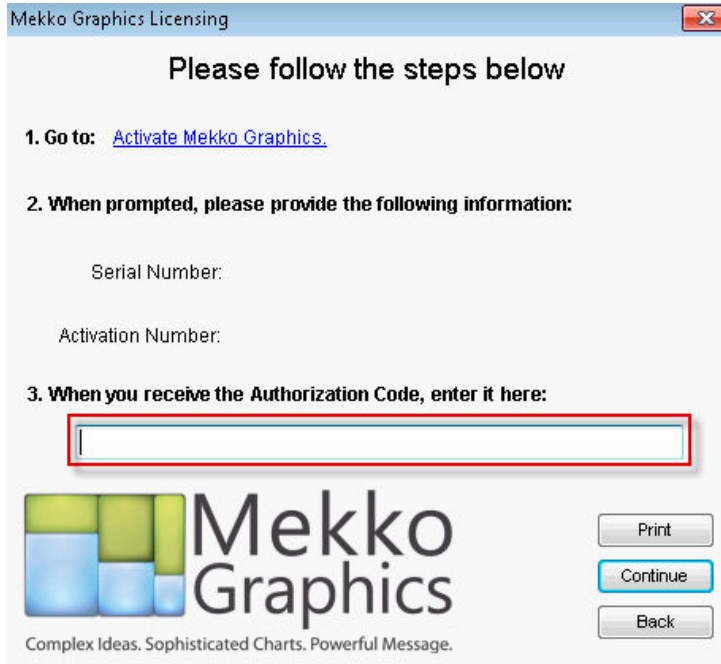 Mekko Graphics Licensing
Please follow the steps below
1. Go to: Activate Mekko Graphics.
2. When prompted, please provide the following information:
Serial Number:
Activation Number:
3. When you receive the Authorization Code, enter it here:
Mekko
Graphics
Complex Ideas. Sophisticated Charts. Powerful Message.
Print
Continue
Back